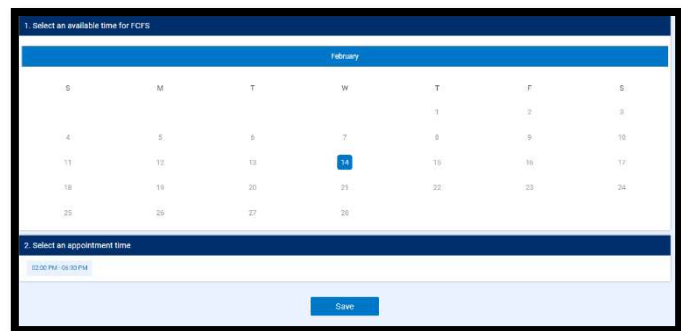 1. Select an available time for FCFS
February
S M T W T F S
1 2 3
4 5 6 7 8 9 10
11 12 13 14 15 16 17
18 19 20 21 22 23 24
25 26 27 28
2. Select an appointment time
02:00 PM - 06:30 PM
Save